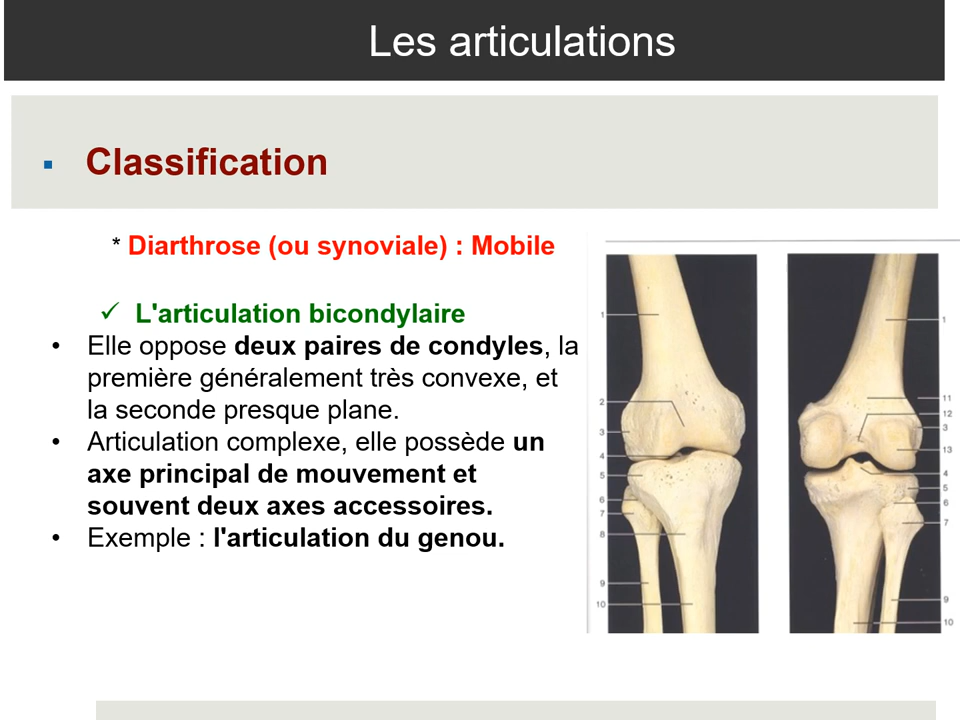 Les articulations
▪ Classification
* Diarthrose (ou synoviale) : Mobile
✓ L'articulation bicondylaire
• Elle oppose deux paires de condyles, la
première généralement très convexe, et
la seconde presque plane.
• Articulation complexe, elle possède un
axe principal de mouvement et
souvent deux axes accessoires.
• Exemple : l'articulation du genou.
1
2
3
4
5
6
7
8
9
10
1
11
12
3
13
4
5
6
7
9
10